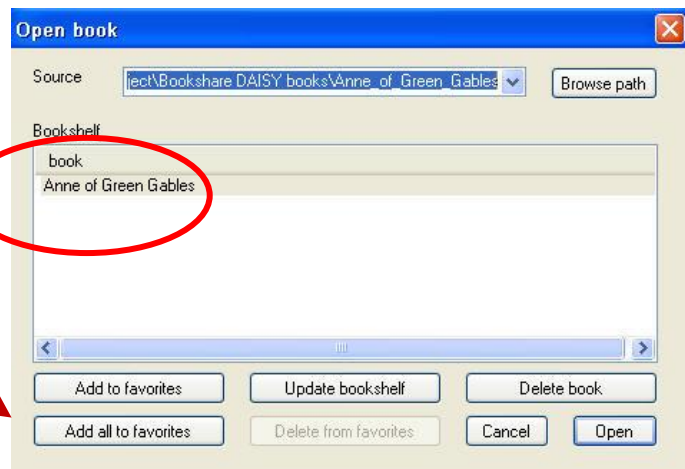 Open book
Source ject\Bookshare DAISY books\Anne_of_Green_Gables Browse path
Bookshelf
book
Anne of Green Gables
Add to favorites Update bookshelf Delete book
Add all to favorites Delete from favorites Cancel Open